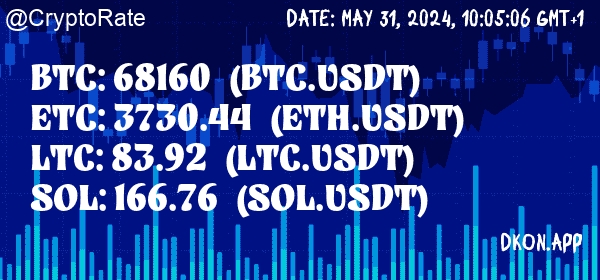 @CryptoRate
DATE: MAY 31, 2024, 10:05:06 GMT+1
BTC: 68160 (BTC.USDT)
ETC: 3730.44 (ETH.USDT)
LTC: 83.92 (LTC.USDT)
SOL: 166.76 (SOL.USDT)
DKON.APP